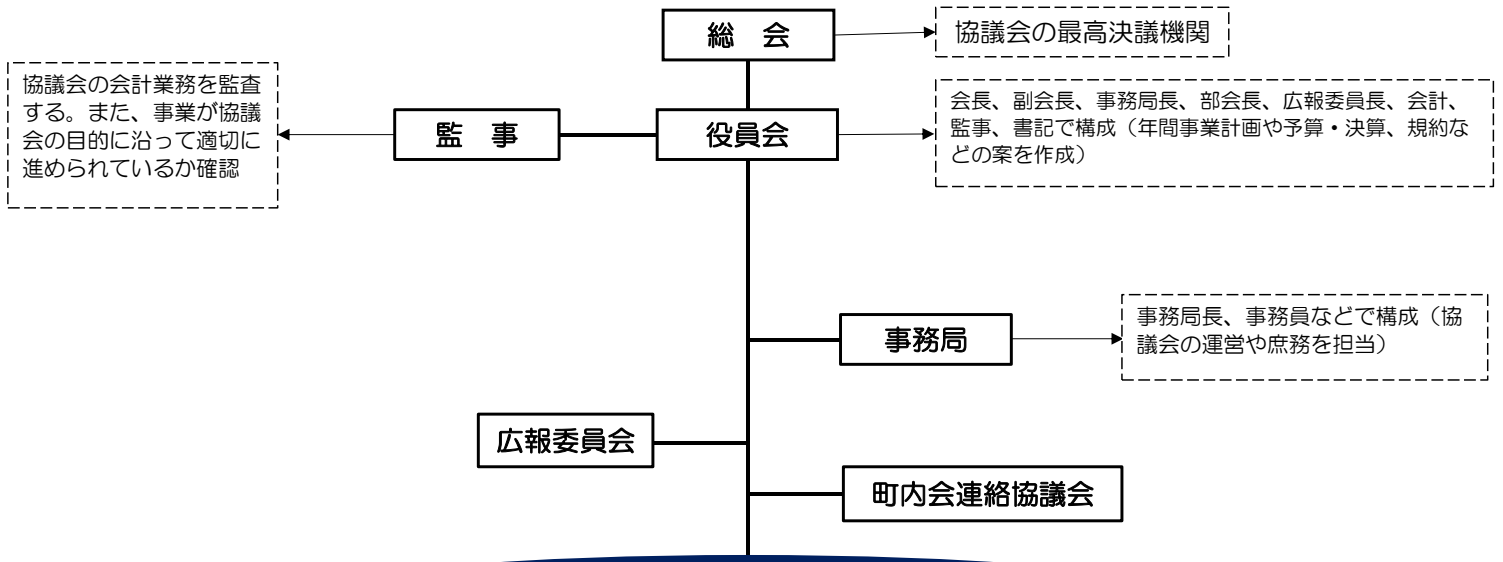 総　会
協議会の最高決議機関
協議会の会計業務を監査
する。また、事業が協議
会の目的に沿って適切に
進められているか確認
監　事
役員会
会長、副会長、事務局長、部会長、広報委員長、会計、
監事、書記で構成（年間事業計画や予算・決算、規約な
どの案を作成）
事務局
事務局長、事務員などで構成（協
議会の運営や庶務を担当）
広報委員会
町内会連絡協議会